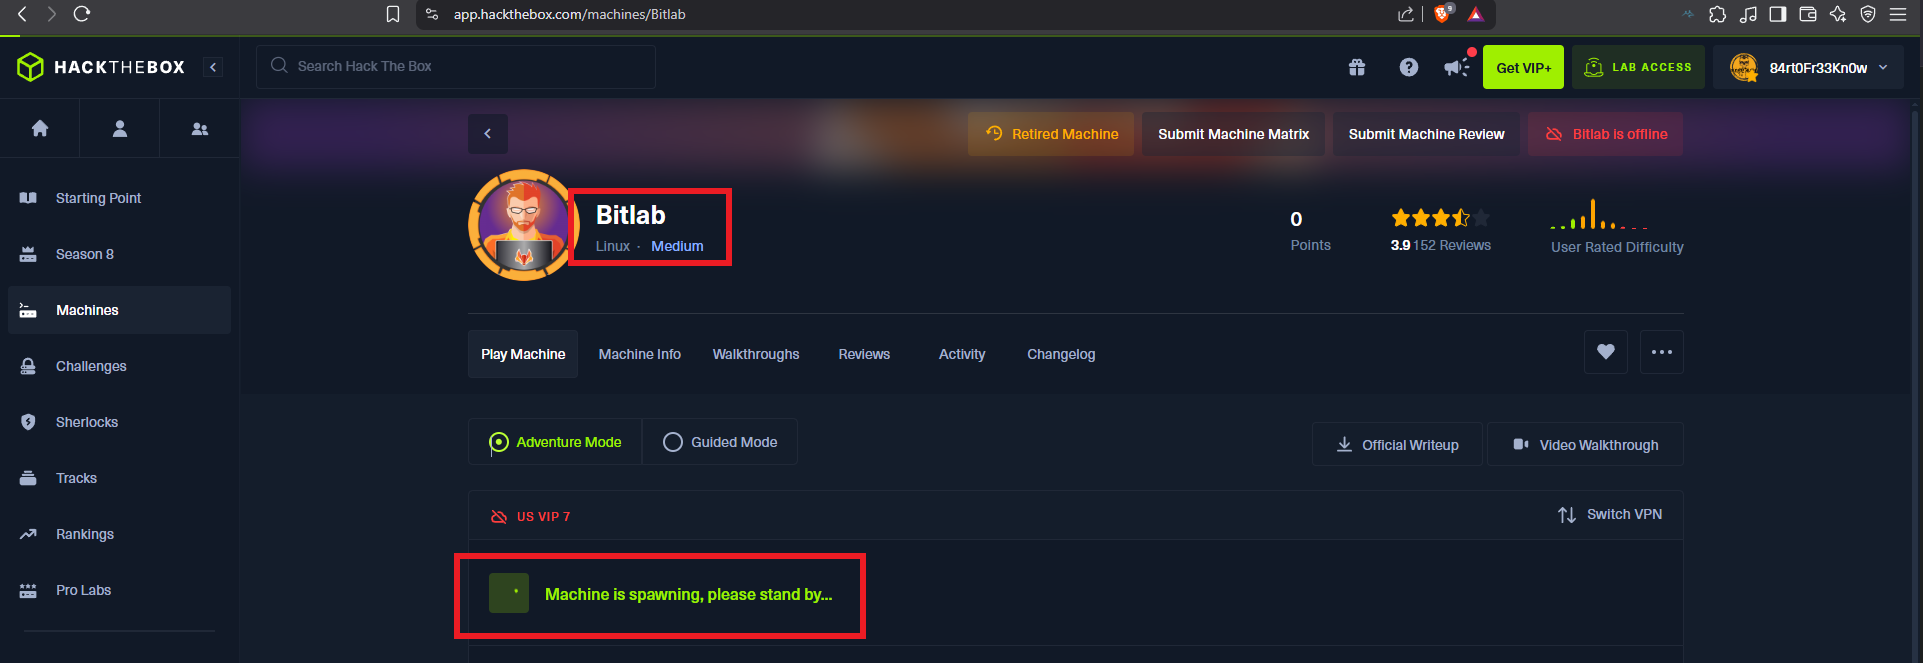 app.hackthebox.com/machines/Bitlab
9
HACKTHEBOX
Search Hack The Box
Get VIP+
LAB ACCESS
84rt0Fr33Kn0w
Retired Machine
Submit Machine Matrix
Submit Machine Review
Bitlab is offline
Starting Point
Season 8
Machines
Challenges
Sherlocks
Tracks
Rankings
Pro Labs
Bitlab
Linux · Medium
0
Points
3.9 152 Reviews
User Rated Difficulty
Play Machine
Machine Info
Walkthroughs
Reviews
Activity
Changelog
Adventure Mode
Guided Mode
Official Writeup
Video Walkthrough
US VIP 7
Switch VPN
Machine is spawning, please stand by...